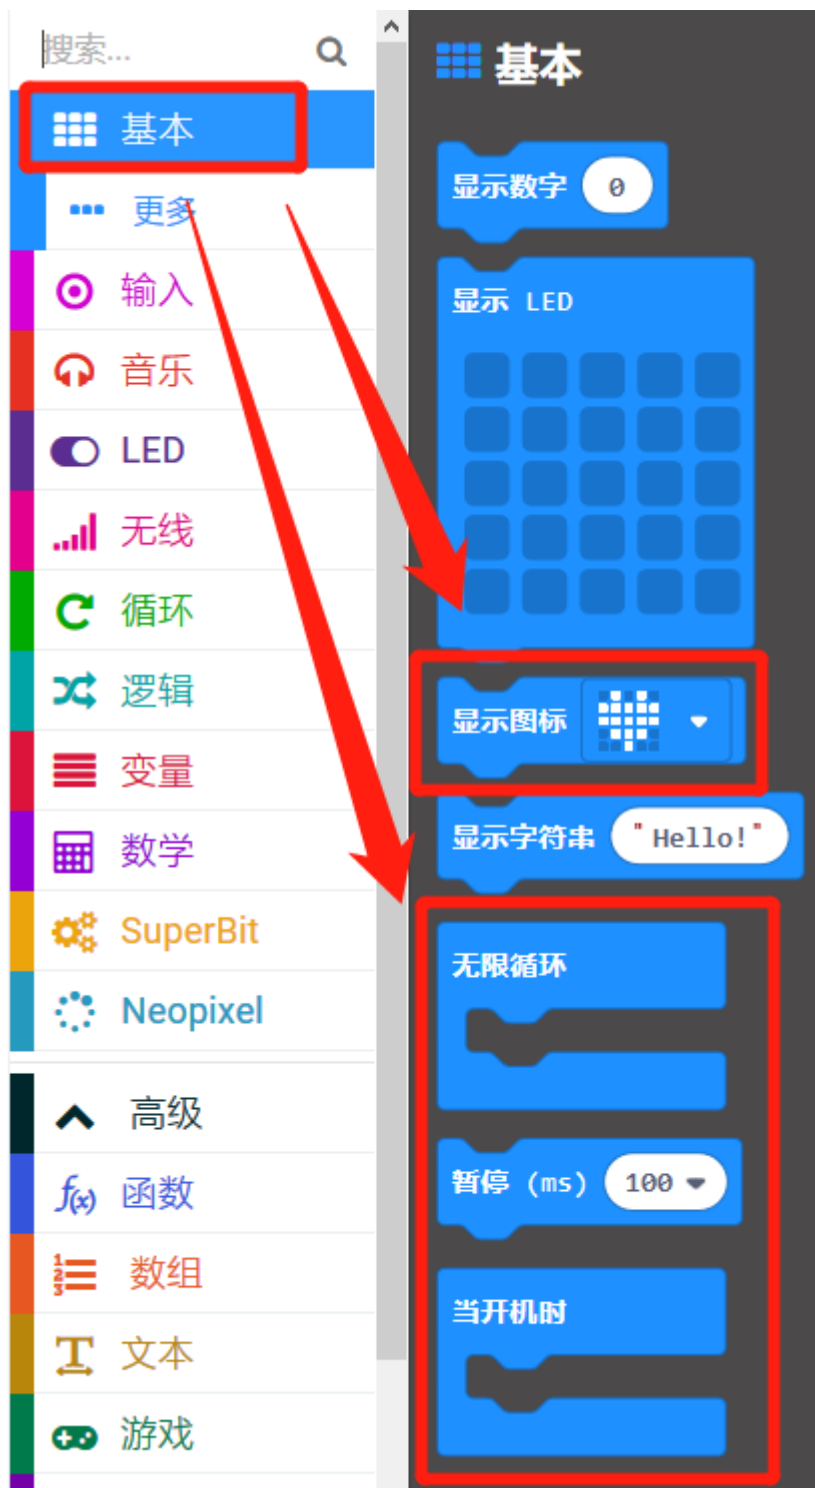 搜索...
基本
更多
输入
音乐
LED
无线
循环
逻辑
变量
数学
SuperBit
Neopixel
高级
f(x) 函数
数组
文本
游戏
基本
显示数字 0
显示 LED
显示图标
显示字符串 "Hello!"
无限循环
暂停 (ms) 100
当开机时